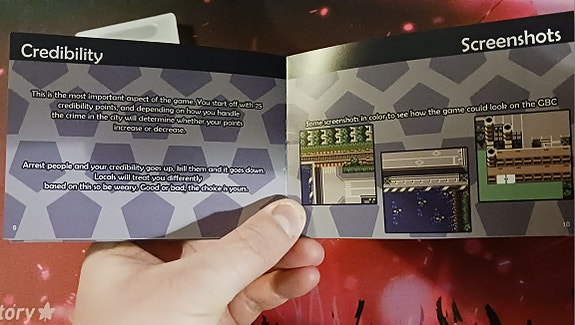 Credibility
This is the most important aspect of the game. You start off with 25
credibility points, and depending on how you handle
the crime in the city will determine whether your points
increase or decrease.
Arrest people and your credibility goes up, kill them and it goes down.
Locals will treat you differently
based on this so be weary. Good or bad, the choice is yours.
9
Screenshots
Some screenshots in color to see how the game could look on the GBC
10
tory